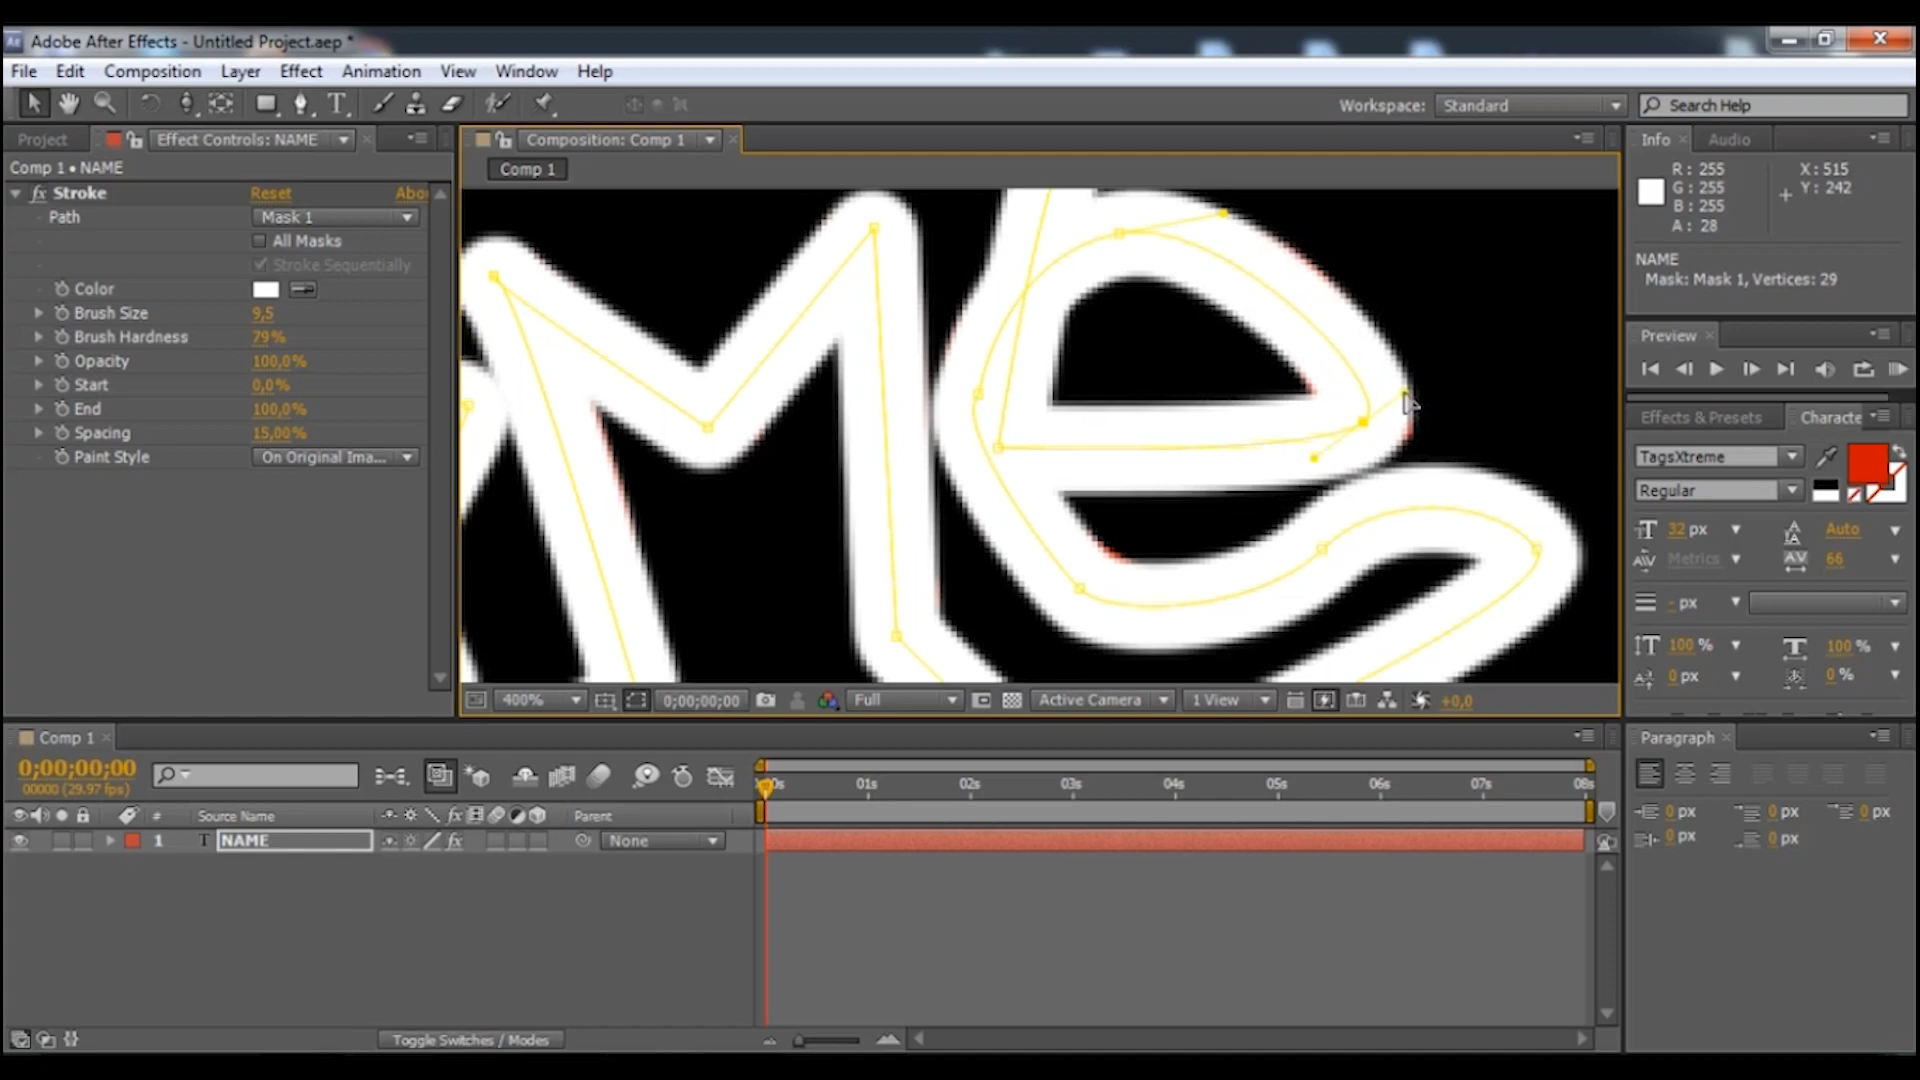 Adobe After Effects - Untitled Project.aep *
File Edit Composition Layer Effect Animation View Window Help
Workspace: Standard Search Help
Project Effect Controls: NAME
Composition: Comp 1
Info Audio
Comp 1 • NAME
Comp 1
fx Stroke Reset Abo
Path Mask 1
All Masks
Stroke Sequentially
Color
Brush Size 9,5
Brush Hardness 79%
Opacity 100,0%
Start 0,0%
End 100,0%
Spacing 15,00%
Paint Style On Original Ima...
Me
R: 255 X: 515
G: 255 Y: 242
B: 255
A: 28
NAME
Mask: Mask 1, Vertices: 29
Preview
Effects & Presets Characte
TagsXtreme
Regular
32 px Auto
Metrics 66
- px
100 % 100 %
0 px 0 %
400% 0;00;00;00 Full Active Camera 1 View +0,0
Comp 1
0;00;00;00
00000 (29.97 fps)
01s 02s 03s 04s 05s 06s 07s 08s
# Source Name fx Parent
1 T NAME fx None
Paragraph
0 px 0 px 0 px
0 px 0 px
Toggle Switches / Modes